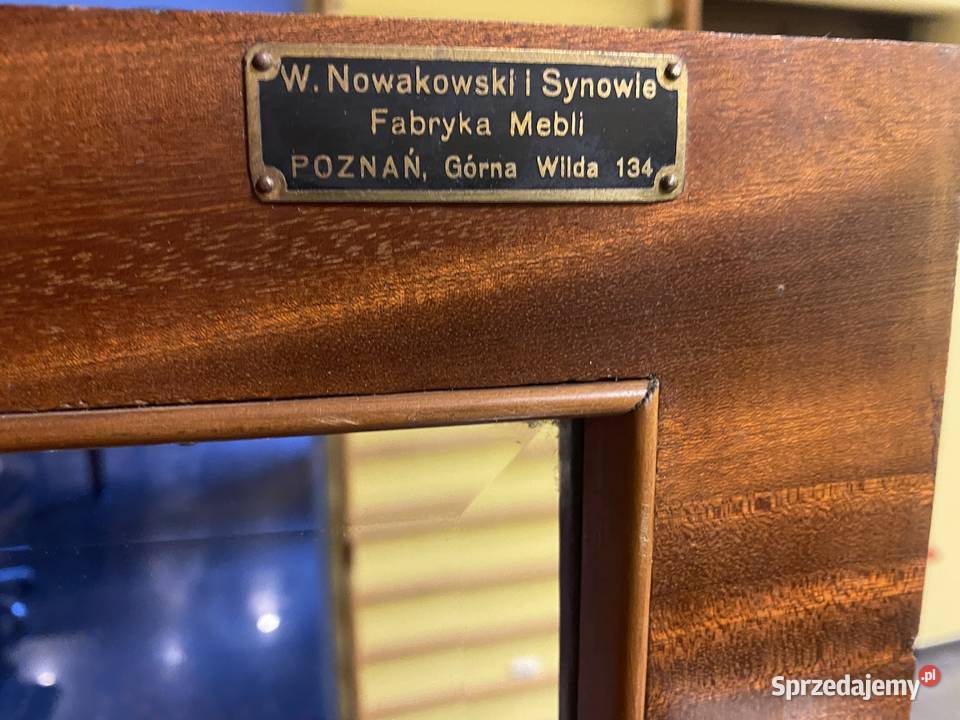 W. Nowakowski i Synowie
Fabryka Mebli
POZNAŃ, Górna Wilda 134
Sprzedajemy.pl